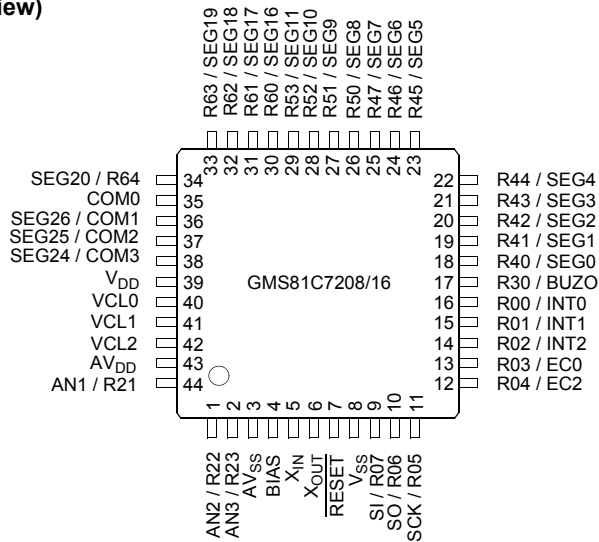 iew)
R63 / SEG19
R62 / SEG18
R61 / SEG17
R60 / SEG16
R53 / SEG11
R52 / SEG10
R51 / SEG9
R50 / SEG8
R47 / SEG7
R46 / SEG6
R45 / SEG5
33 32 31 30 29 28 27 26 25 24 23
SEG20 / R64 34
COM0 35
SEG26 / COM1 36
SEG25 / COM2 37
SEG24 / COM3 38
VDD 39
VCL0 40
VCL1 41
VCL2 42
AVDD 43
AN1 / R21 44
GMS81C7208/16
22 R44 / SEG4
21 R43 / SEG3
20 R42 / SEG2
19 R41 / SEG1
18 R40 / SEG0
17 R30 / BUZO
16 R00 / INT0
15 R01 / INT1
14 R02 / INT2
13 R03 / EC0
12 R04 / EC2
1 2 3 4 5 6 7 8 9 10 11
AN2 / R22
AN3 / R23
AVSS
BIAS
XIN
XOUT
RESET
VSS
SI / R07
SO / R06
SCK / R05